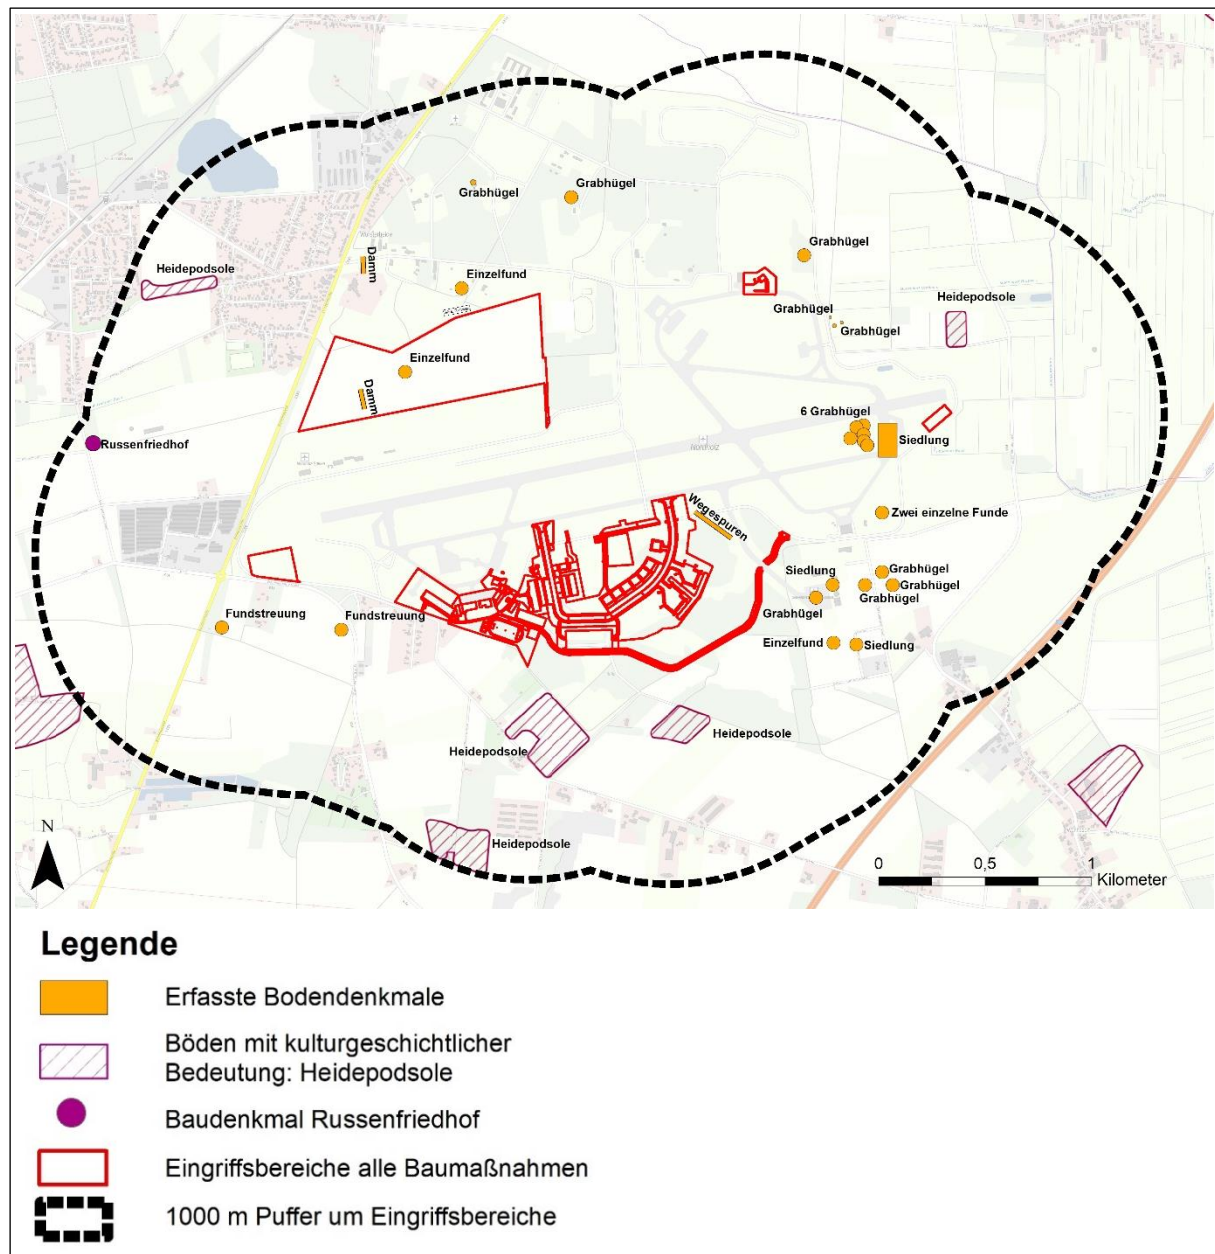 Grabhügel
Grabhügel
Grabhügel
Damm
Heidepodsole
Einzelfund
Grabhügel
Heidepodsole
Grabhügel
Einzelfund
Damm
6 Grabhügel
Siedlung
Russenfriedhof
Nordholz
Wegespuren
Zwei einzelne Funde
Siedlung
Grabhügel
Grabhügel
Grabhügel
Grabhügel
Fundstreuung
Fundstreuung
Einzelfund
Siedlung
Heidepodsole
Heidepodsole
Heidepodsole
N
0 0,5 1
Kilometer
Legende
Erfasste Bodendenkmale
Böden mit kulturgeschichtlicher
Bedeutung: Heidepodsole
Baudenkmal Russenfriedhof
Eingriffsbereiche alle Baumaßnahmen
1000 m Puffer um Eingriffsbereiche